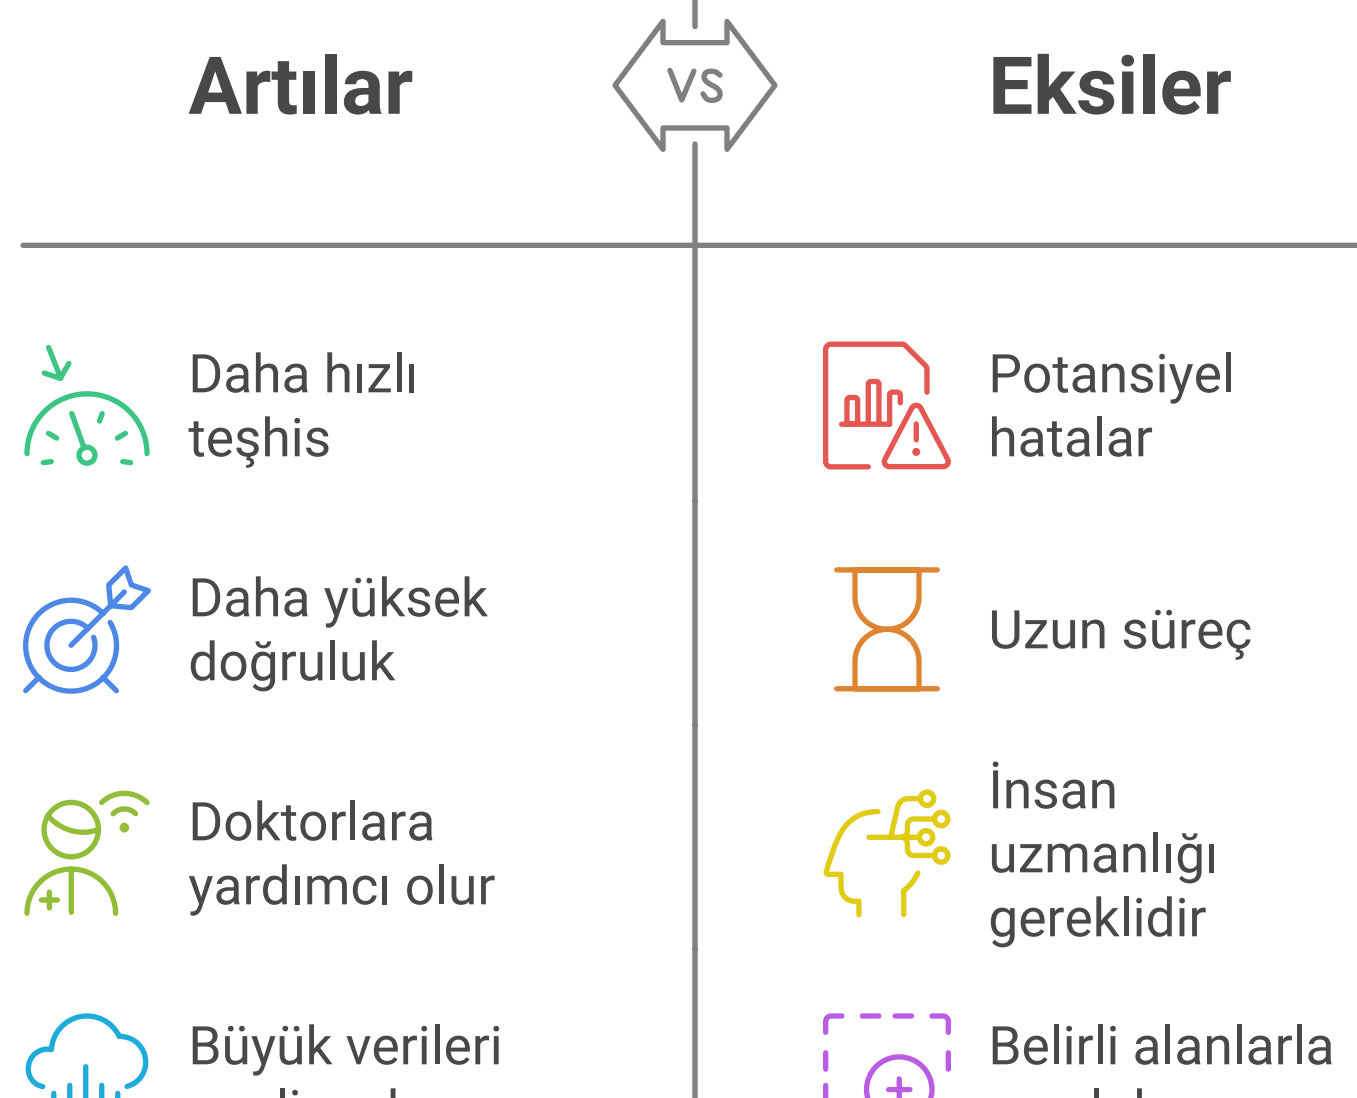 Artılar
VS
Eksiler
Daha hızlı
teşhis
Potansiyel
hatalar
Daha yüksek
doğruluk
Uzun süreç
Doktorlara
yardımcı olur
İnsan
uzmanlığı
gereklidir
Büyük verileri
Belirli alanlarla